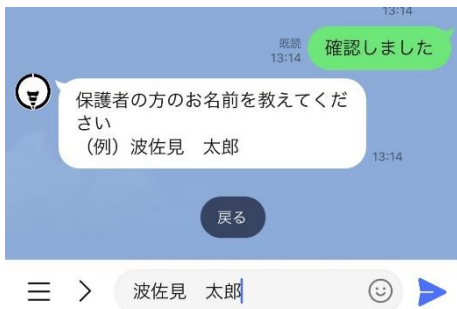 13:14
既読
13:14
確認しました
保護者の方のお名前を教えてくだ
さい
（例）波佐見　太郎
13:14
戻る
波佐見　太郎